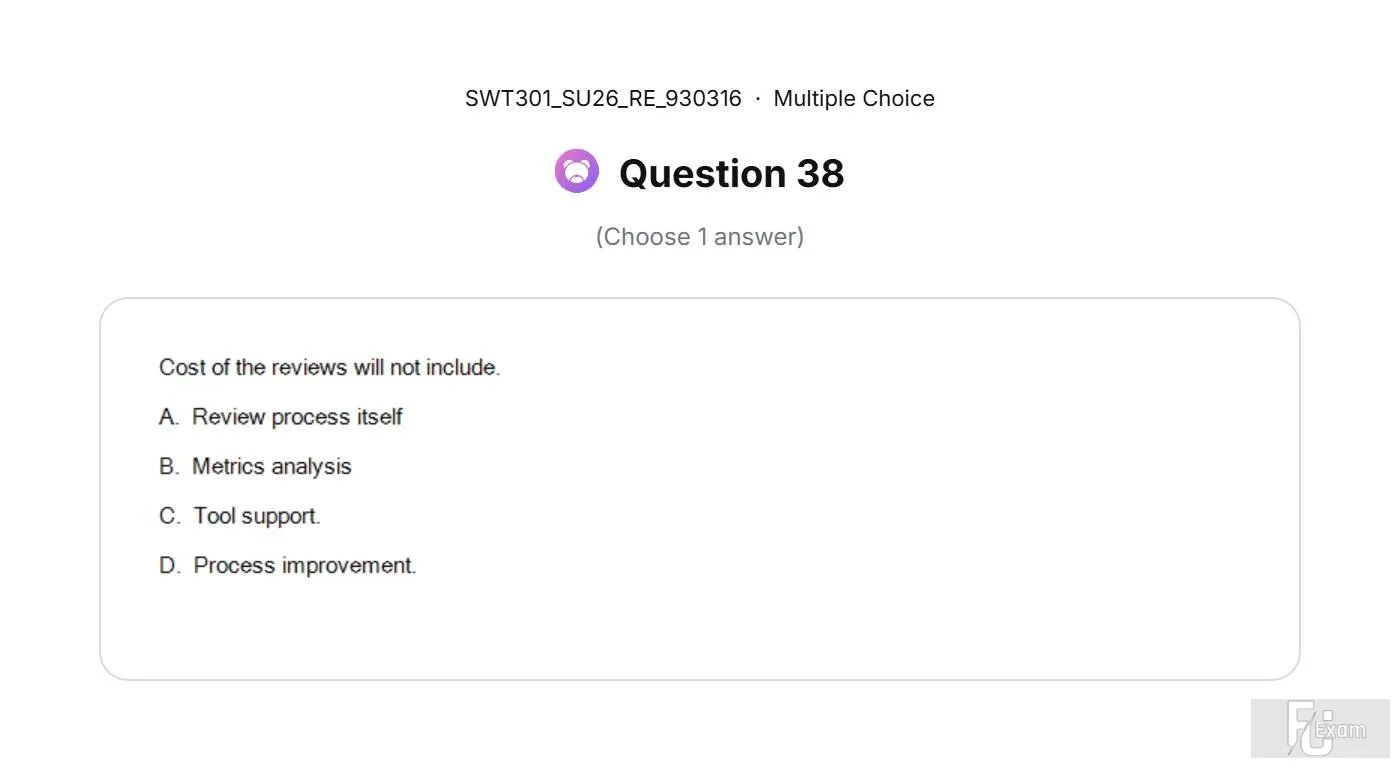 SWT301_SU26_RE_930316 · Multiple Choice
Question 38
(Choose 1 answer)
Cost of the reviews will not include.
A. Review process itself
B. Metrics analysis
C. Tool support.
D. Process improvement.
FU Exam